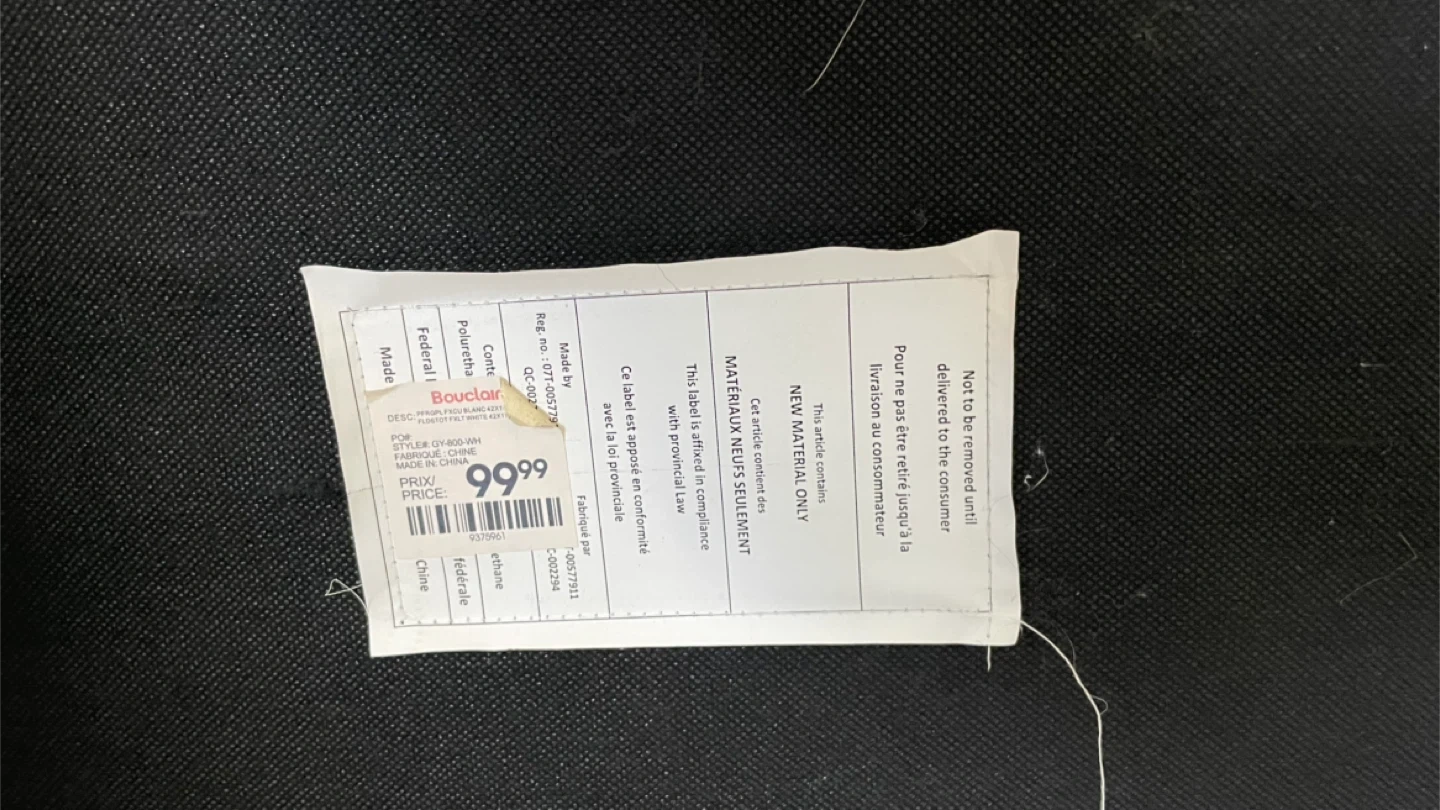 Not to be removed until
delivered to the consumer
Pour ne pas être retiré jusqu'à la
livraison au consommateur
This article contains
NEW MATERIAL ONLY
Cet article contient des
MATÉRIAUX NEUFS SEULEMENT
This label is affixed in compliance
with provincial Law
Ce label est apposé en conformité
avec la loi provinciale
Made by
Fabriqué par
Reg. no. : 07T-0057791
-00577911
QC-002
C-002294
Conte
Poluretha
ethane
Federal
fédérale
Made
Chine
Bouclair
DESC:
BLANC
WHITE
PO#:
STYLE#: GY-800-WH
FABRIQUÉ : CHINE
MADE IN: CHINA
PRIX/
PRICE:
99.99
9375961